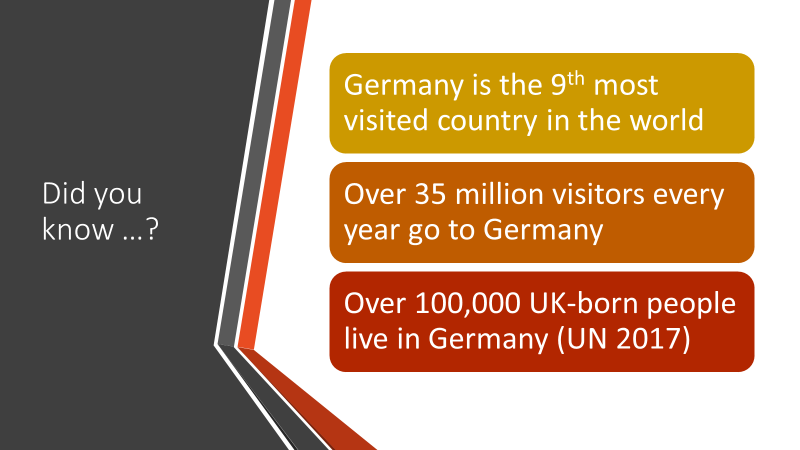 Did you
know …?
Germany is the 9th most
visited country in the world
Over 35 million visitors every
year go to Germany
Over 100,000 UK-born people
live in Germany (UN 2017)